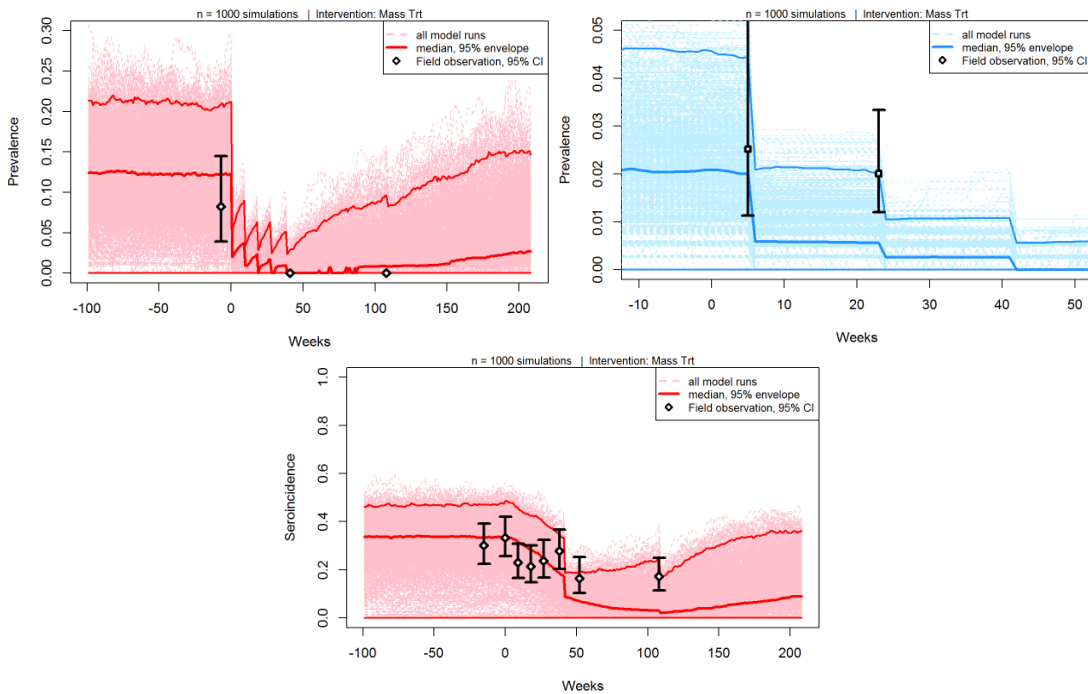 n = 1000 simulations | Intervention: Mass Trt
all model runs
median, 95% envelope
Field observation, 95% CI
Prevalence
0.30
0.25
0.20
0.15
0.10
0.05
0.00
-100 -50 0 50 100 150 200
Weeks
n = 1000 simulations | Intervention: Mass Trt
all model runs
median, 95% envelope
Field observation, 95% CI
Prevalence
0.05
0.04
0.03
0.02
0.01
0.00
-10 0 10 20 30 40 50
Weeks
n = 1000 simulations | Intervention: Mass Trt
all model runs
median, 95% envelope
Field observation, 95% CI
Seroincidence
1.0
0.8
0.6
0.4
0.2
0.0
-100 -50 0 50 100 150 200
Weeks